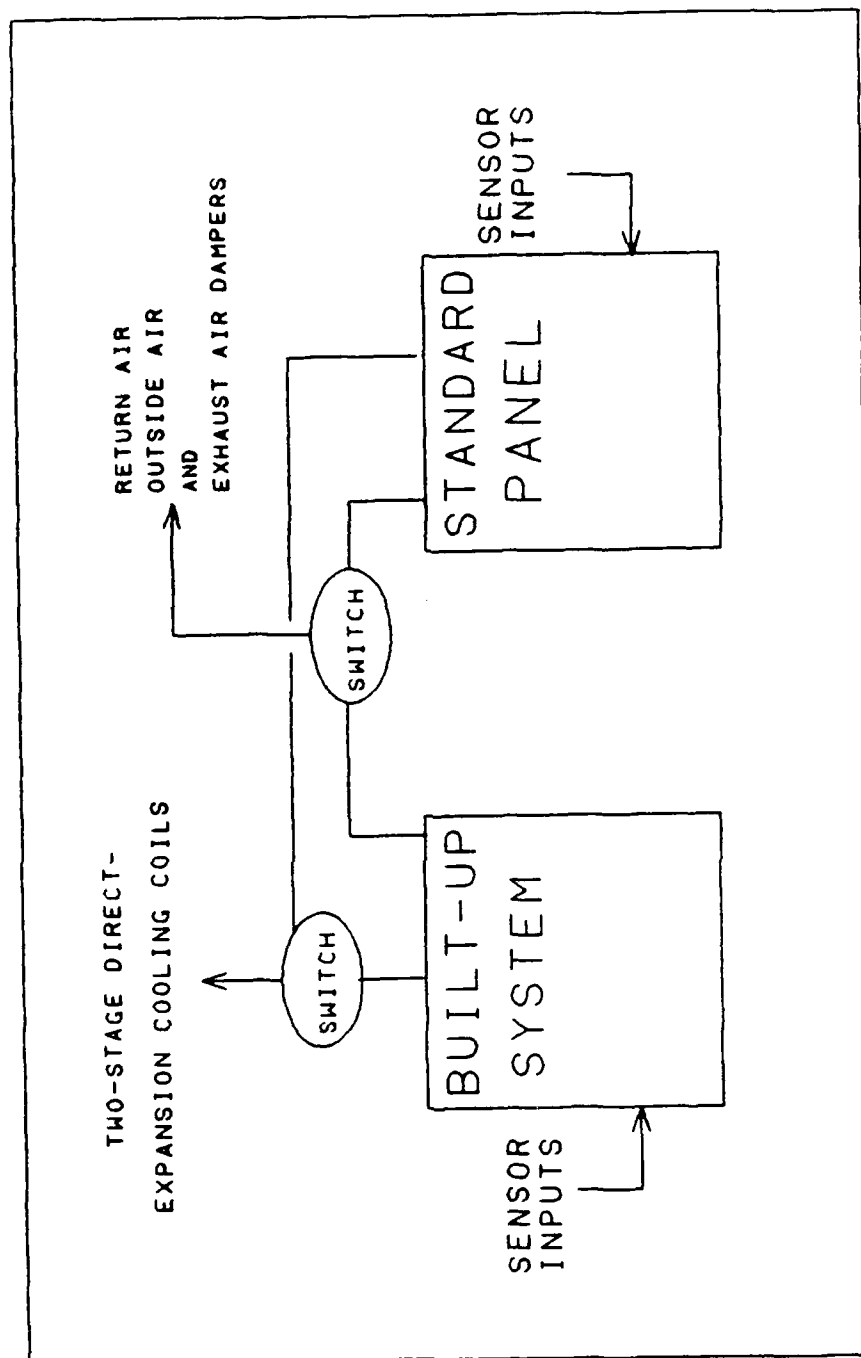 TWO-STAGE DIRECT-
EXPANSION COOLING COILS
RETURN AIR
OUTSIDE AIR
AND
EXHAUST AIR DAMPERS
SWITCH
SWITCH
SENSOR
INPUTS
BUILT-UP
SYSTEM
STANDARD
PANEL
SENSOR
INPUTS